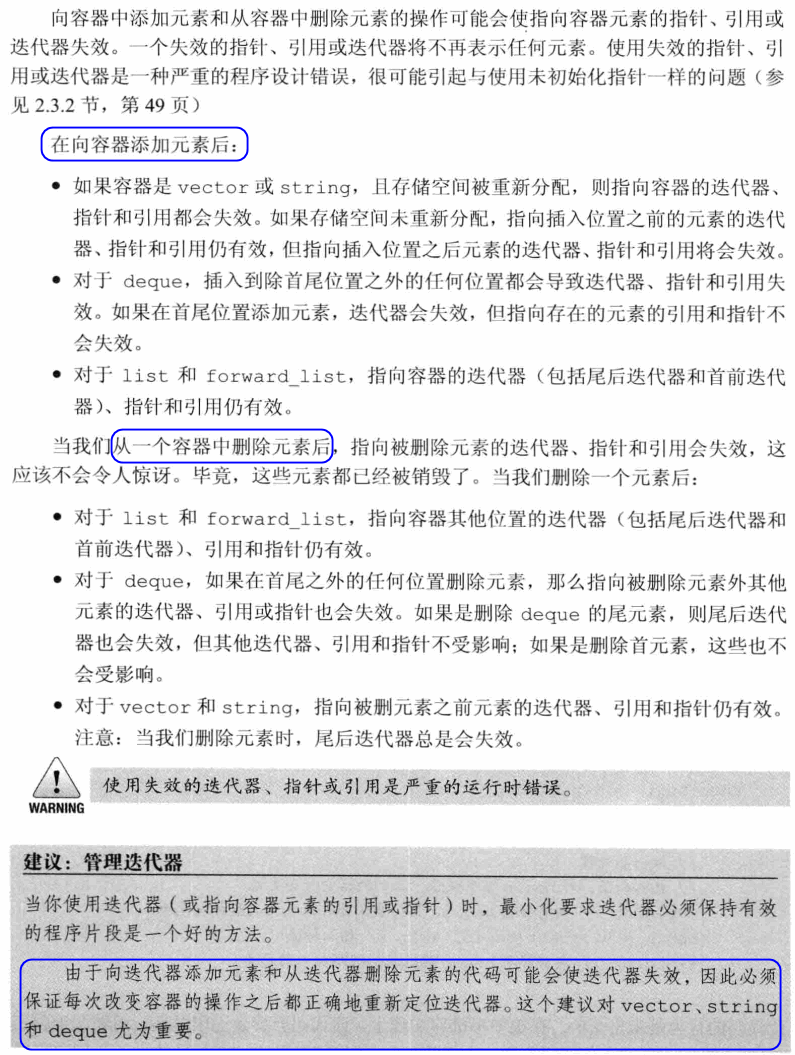 向容器中添加元素和从容器中删除元素的操作可能会使指向容器元素的指针、引用或
迭代器失效。一个失效的指针、引用或迭代器将不再表示任何元素。使用失效的指针、引
用或迭代器是一种严重的程序设计错误，很可能引起与使用未初始化指针一样的问题（参
见 2.3.2 节，第 49 页）
在向容器添加元素后：
● 如果容器是 vector 或 string，且存储空间被重新分配，则指向容器的迭代器、
指针和引用都会失效。如果存储空间未重新分配，指向插入位置之前的元素的迭代
器、指针和引用仍有效，但指向插入位置之后元素的迭代器、指针和引用将会失效。
● 对于 deque，插入到除首尾位置之外的任何位置都会导致迭代器、指针和引用失
效。如果在首尾位置添加元素，迭代器会失效，但指向存在的元素的引用和指针不
会失效。
● 对于 list 和 forward_list，指向容器的迭代器（包括尾后迭代器和首前迭代
器）、指针和引用仍有效。
当我们从一个容器中删除元素后，指向被删除元素的迭代器、指针和引用会失效，这
应该不会令人惊讶。毕竟，这些元素都已经被销毁了。当我们删除一个元素后：
● 对于 list 和 forward_list，指向容器其他位置的迭代器（包括尾后迭代器和
首前迭代器）、引用和指针仍有效。
● 对于 deque，如果在首尾之外的任何位置删除元素，那么指向被删除元素外其他
元素的迭代器、引用或指针也会失效。如果是删除 deque 的尾元素，则尾后迭代
器也会失效，但其他迭代器、引用和指针不受影响；如果是删除首元素，这些也不
会受影响。
● 对于 vector 和 string，指向被删元素之前元素的迭代器、引用和指针仍有效。
注意：当我们删除元素时，尾后迭代器总是会失效。
! 使用失效的迭代器、指针或引用是严重的运行时错误。
WARNING
建议：管理迭代器
当你使用迭代器（或指向容器元素的引用或指针）时，最小化要求迭代器必须保持有效
的程序片段是一个好的方法。
由于向迭代器添加元素和从迭代器删除元素的代码可能会使迭代器失效，因此必须
保证每次改变容器的操作之后都正确地重新定位迭代器。这个建议对 vector、string
和 deque 尤为重要。